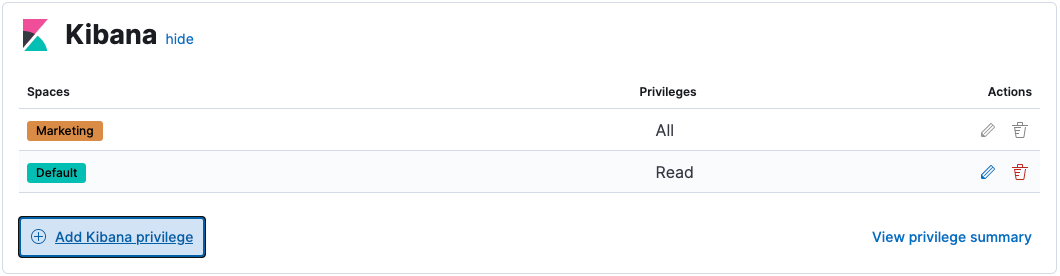 Kibana hide
Spaces Privileges Actions
Marketing All
Default Read
Add Kibana privilege View privilege summary